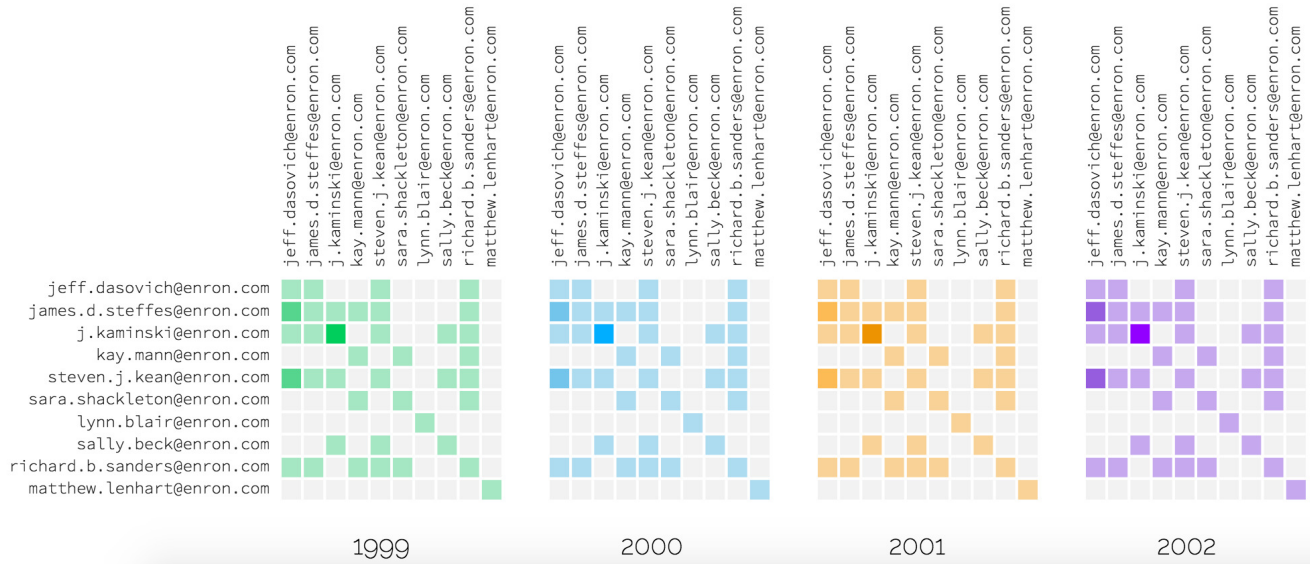 jeff.dasovich@enron.com
james.d.steffes@enron.com
j.kaminski@enron.com
kay.mann@enron.com
steven.j.kean@enron.com
sara.shackleton@enron.com
lynn.blair@enron.com
sally.beck@enron.com
richard.b.sanders@enron.com
matthew.lenhart@enron.com
jeff.dasovich@enron.com
james.d.steffes@enron.com
j.kaminski@enron.com
kay.mann@enron.com
steven.j.kean@enron.com
sara.shackleton@enron.com
lynn.blair@enron.com
sally.beck@enron.com
richard.b.sanders@enron.com
matthew.lenhart@enron.com
jeff.dasovich@enron.com
james.d.steffes@enron.com
j.kaminski@enron.com
kay.mann@enron.com
steven.j.kean@enron.com
sara.shackleton@enron.com
lynn.blair@enron.com
sally.beck@enron.com
richard.b.sanders@enron.com
matthew.lenhart@enron.com
jeff.dasovich@enron.com
james.d.steffes@enron.com
j.kaminski@enron.com
kay.mann@enron.com
steven.j.kean@enron.com
sara.shackleton@enron.com
lynn.blair@enron.com
sally.beck@enron.com
richard.b.sanders@enron.com
matthew.lenhart@enron.com
jeff.dasovich@enron.com
james.d.steffes@enron.com
j.kaminski@enron.com
kay.mann@enron.com
steven.j.kean@enron.com
sara.shackleton@enron.com
lynn.blair@enron.com
sally.beck@enron.com
richard.b.sanders@enron.com
matthew.lenhart@enron.com
1999
2000
2001
2002